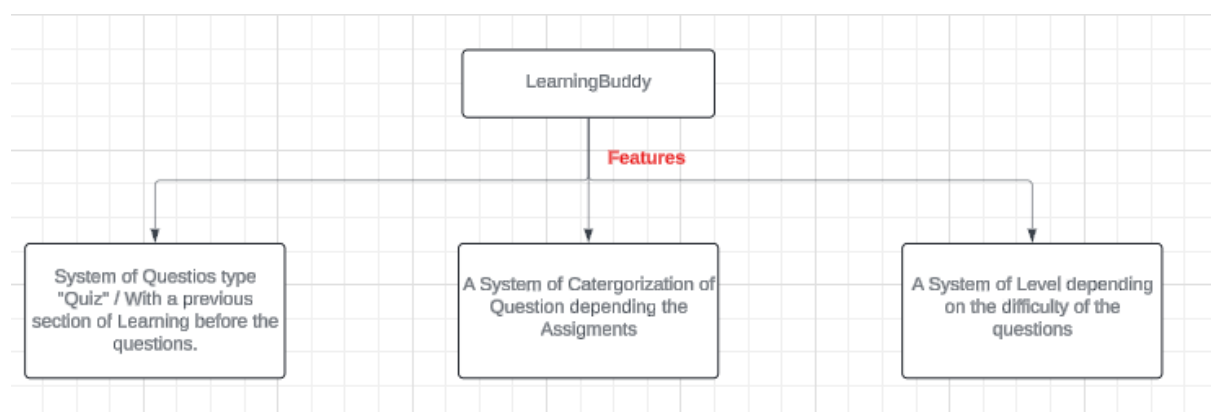 LearningBuddy
Features
System of Questios type
"Quiz" / With a previous
section of Learning before the
questions.
A System of Catergorization of
Question depending the
Assigments
A System of Level depending
on the difficulty of the
questions